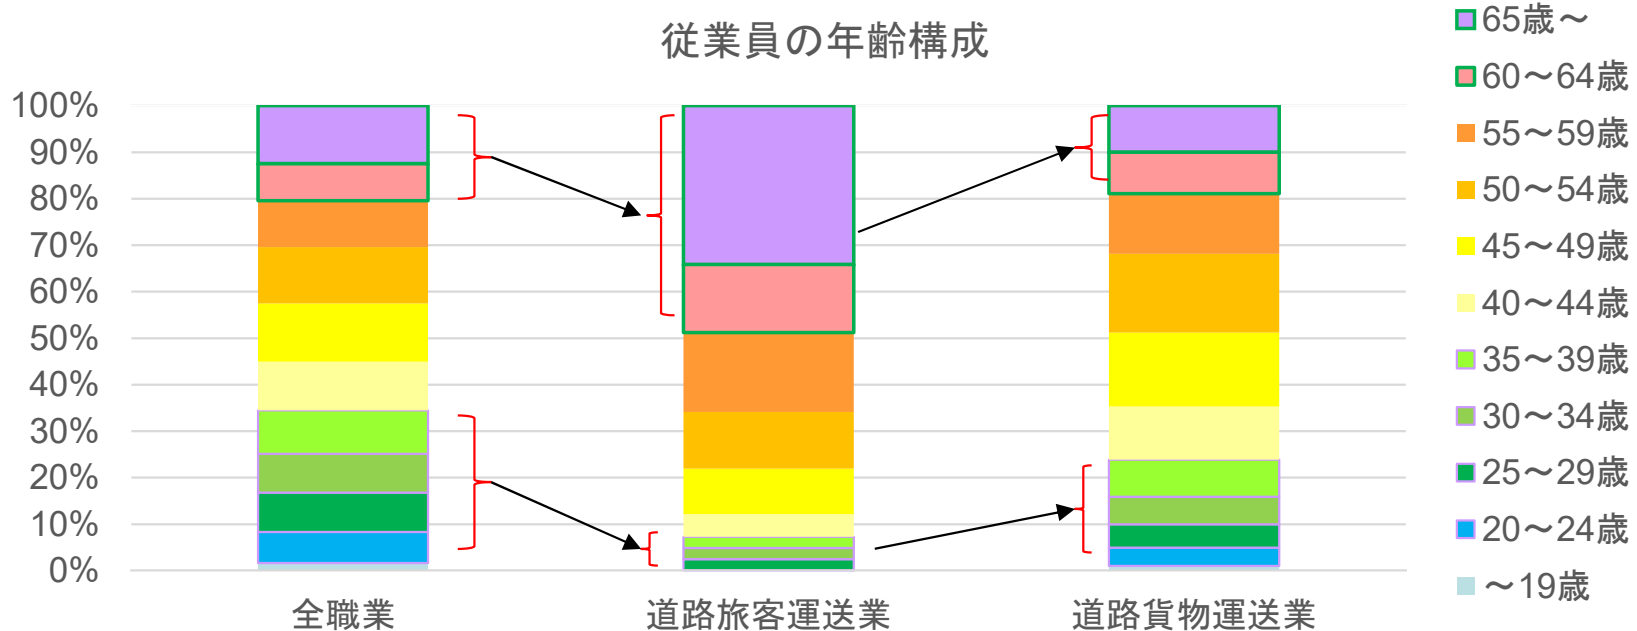 従業員の年齢構成
100%
90%
80%
70%
60%
50%
40%
30%
20%
10%
0%
全職業
道路旅客運送業
道路貨物運送業
65歳～
60～64歳
55～59歳
50～54歳
45～49歳
40～44歳
35～39歳
30～34歳
25～29歳
20～24歳
～19歳